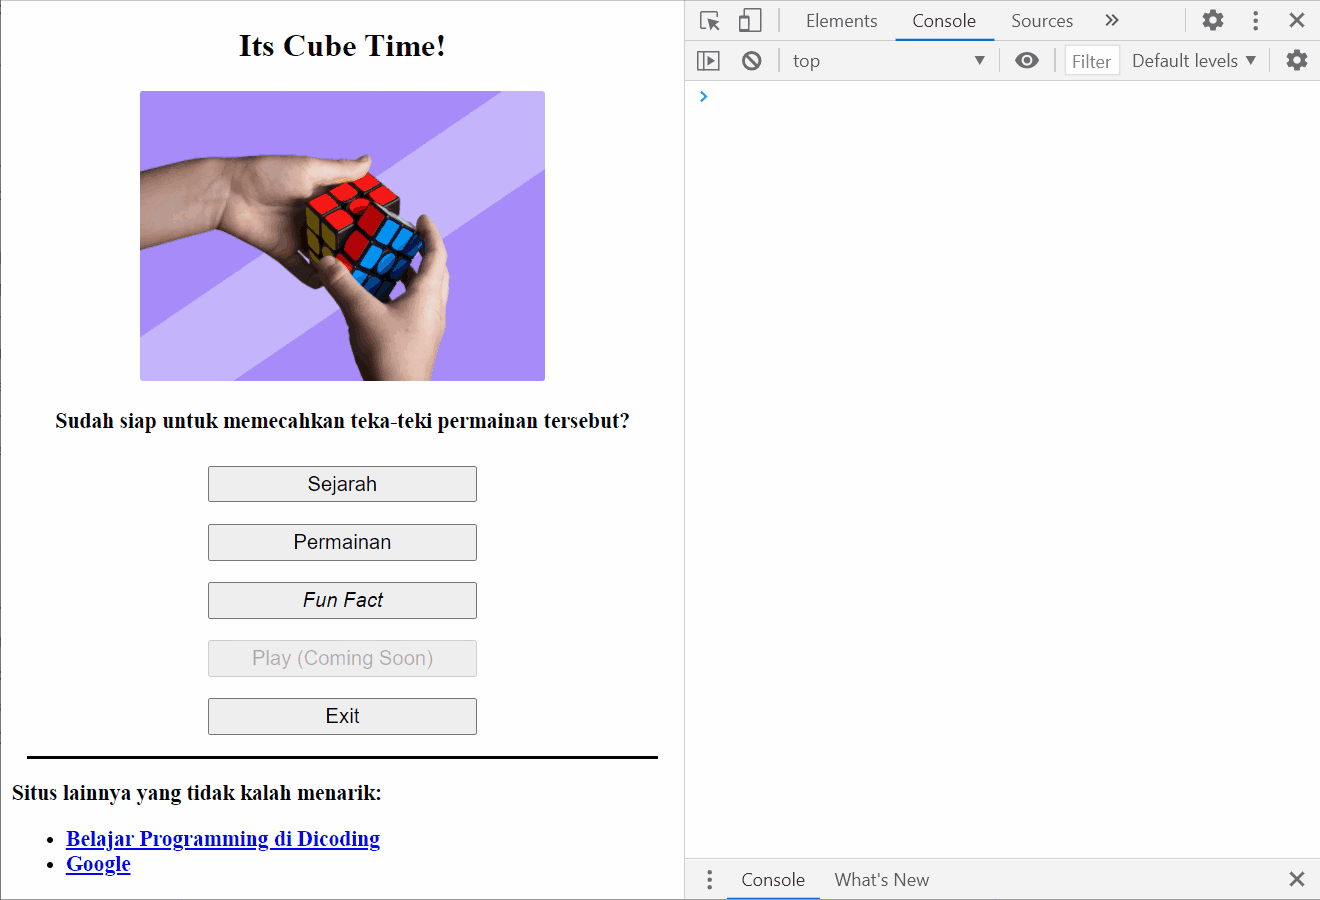 Its Cube Time!
Sudah siap untuk memecahkan teka-teki permainan tersebut?
Sejarah
Permainan
Fun Fact
Play (Coming Soon)
Exit
Situs lainnya yang tidak kalah menarik:
Belajar Programming di Dicoding
Google
Elements Console Sources
top Filter Default levels
Console What's New